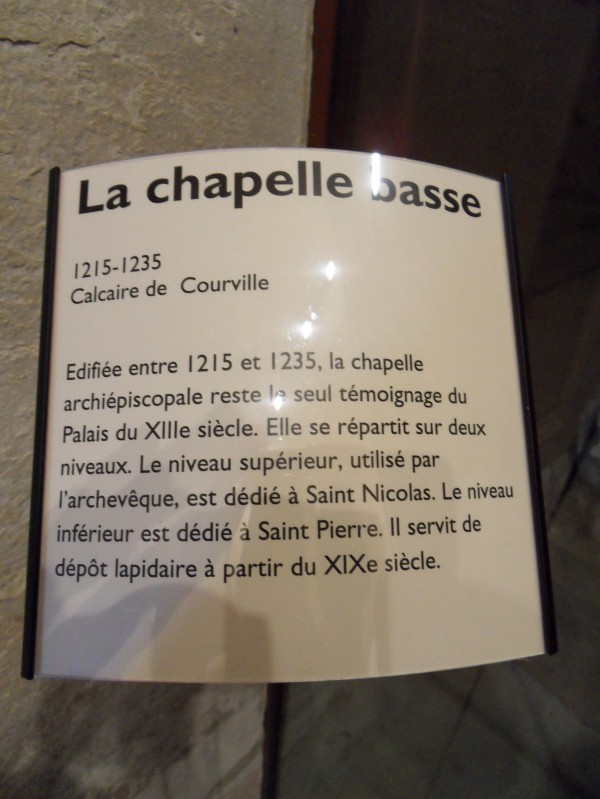 La chapelle basse
1215-1235
Calcaire de Courville
Edifiée entre 1215 et 1235, la chapelle
archiépiscopale reste le seul témoignage du
Palais du XIIIe siècle. Elle se répartit sur deux
niveaux. Le niveau supérieur, utilisé par
l'archevêque, est dédié à Saint Nicolas. Le niveau
inférieur est dédié à Saint Pierre. Il servit de
dépôt lapidaire à partir du XIXe siècle.